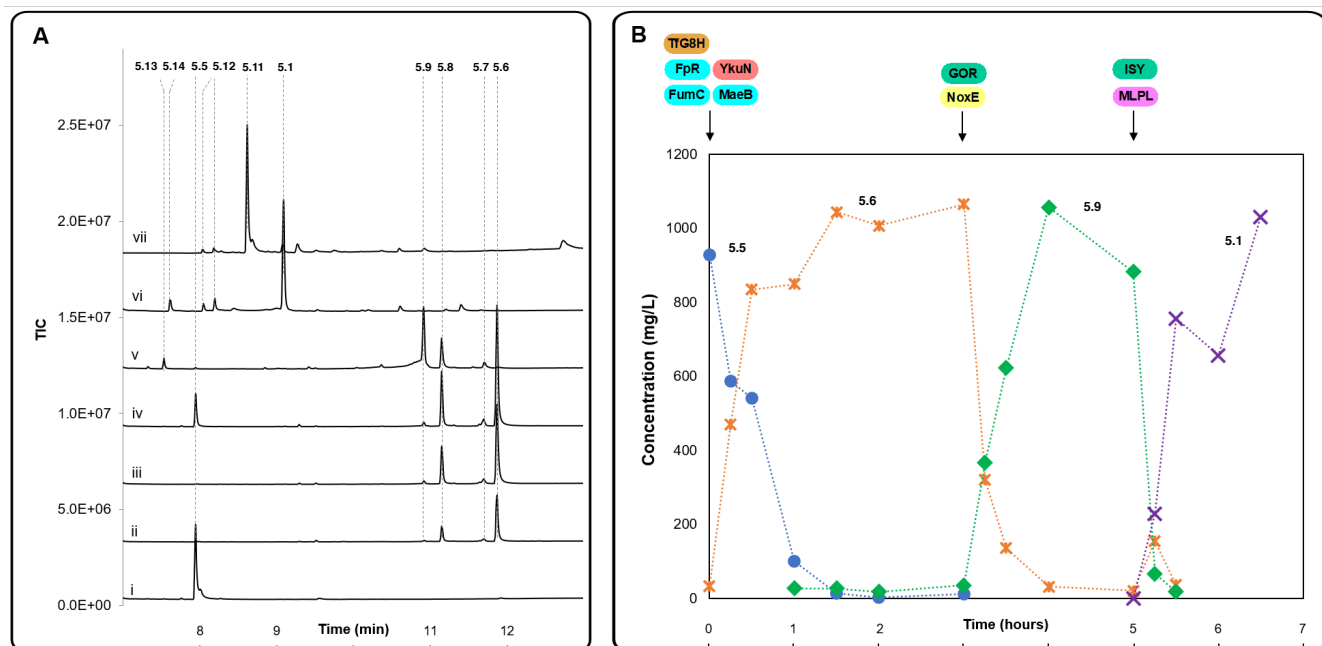 A
5.13 5.14 5.5 5.12 5.11 5.1 5.9 5.8 5.7 5.6
2.5E+07
2.0E+07
1.5E+07
1.0E+07
5.0E+06
0.0E+00
TIC
vii
vi
v
iv
iii
ii
i
8 9 Time (min) 11 12
B
TfG8H
FpR YkuN
FumC MaeB
GOR
NoxE
ISY
MLPL
1200
1000
800
600
400
200
0
Concentration (mg/L)
5.5
5.6
5.9
5.1
0 1 2 Time (hours) 5 6 7